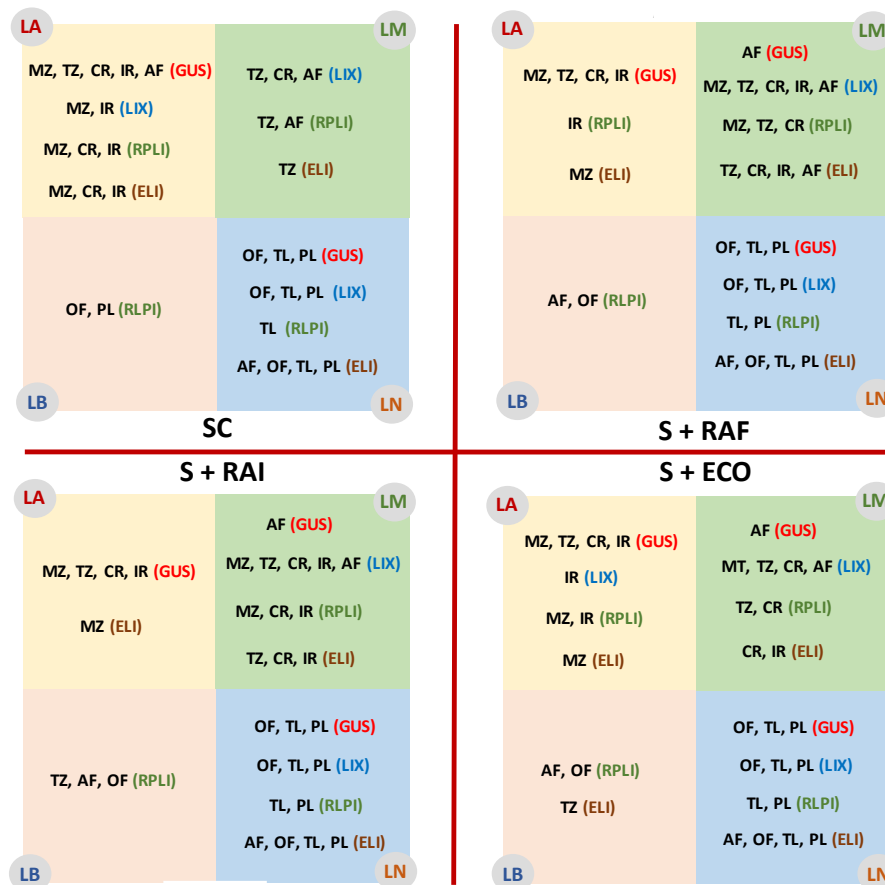 LA
LM
MZ, TZ, CR, IR, AF (GUS)
MZ, IR (LIX)
MZ, CR, IR (RPLI)
MZ, CR, IR (ELI)
TZ, CR, AF (LIX)
TZ, AF (RPLI)
TZ (ELI)
OF, PL (RLPI)
OF, TL, PL (GUS)
OF, TL, PL (LIX)
TL (RLPI)
AF, OF, TL, PL (ELI)
LB
LN
SC
LA
LM
MZ, TZ, CR, IR (GUS)
IR (RPLI)
MZ (ELI)
AF (GUS)
MZ, TZ, CR, IR, AF (LIX)
MZ, TZ, CR (RPLI)
TZ, CR, IR, AF (ELI)
AF, OF (RLPI)
OF, TL, PL (GUS)
OF, TL, PL (LIX)
TL, PL (RLPI)
AF, OF, TL, PL (ELI)
LB
LN
S + RAF
S + RAI
LA
LM
MZ, TZ, CR, IR (GUS)
MZ (ELI)
AF (GUS)
MZ, TZ, CR, IR, AF (LIX)
MZ, CR, IR (RPLI)
TZ, CR, IR (ELI)
TZ, AF, OF (RPLI)
OF, TL, PL (GUS)
OF, TL, PL (LIX)
TL, PL (RLPI)
AF, OF, TL, PL (ELI)
LB
LN
S + ECO
LA
LM
MZ, TZ, CR, IR (GUS)
IR (LIX)
MZ, IR (RPLI)
MZ (ELI)
AF (GUS)
MT, TZ, CR, AF (LIX)
TZ, CR (RPLI)
CR, IR (ELI)
AF, OF (RPLI)
TZ (ELI)
OF, TL, PL (GUS)
OF, TL, PL (LIX)
TL, PL (RLPI)
AF, OF, TL, PL (ELI)
LB
LN